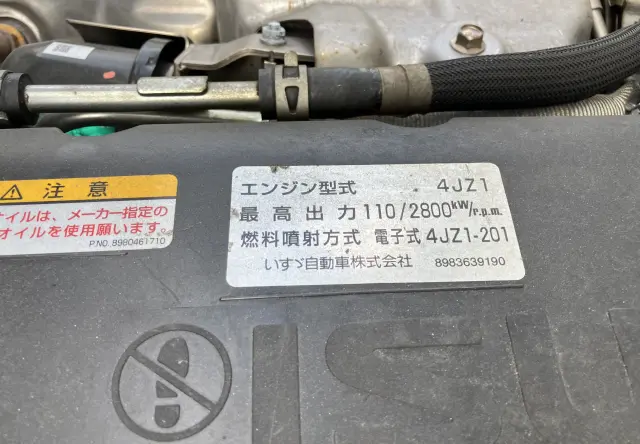 注意
オイルは、メーカー指定の
オイルを使用願います。
P.NO. 8980461710
エンジン型式 4JZ1
最高出力 110/2800kW/r.p.m.
燃料噴射方式 電子式 4JZ1-201
いすゞ自動車株式会社 8983639190